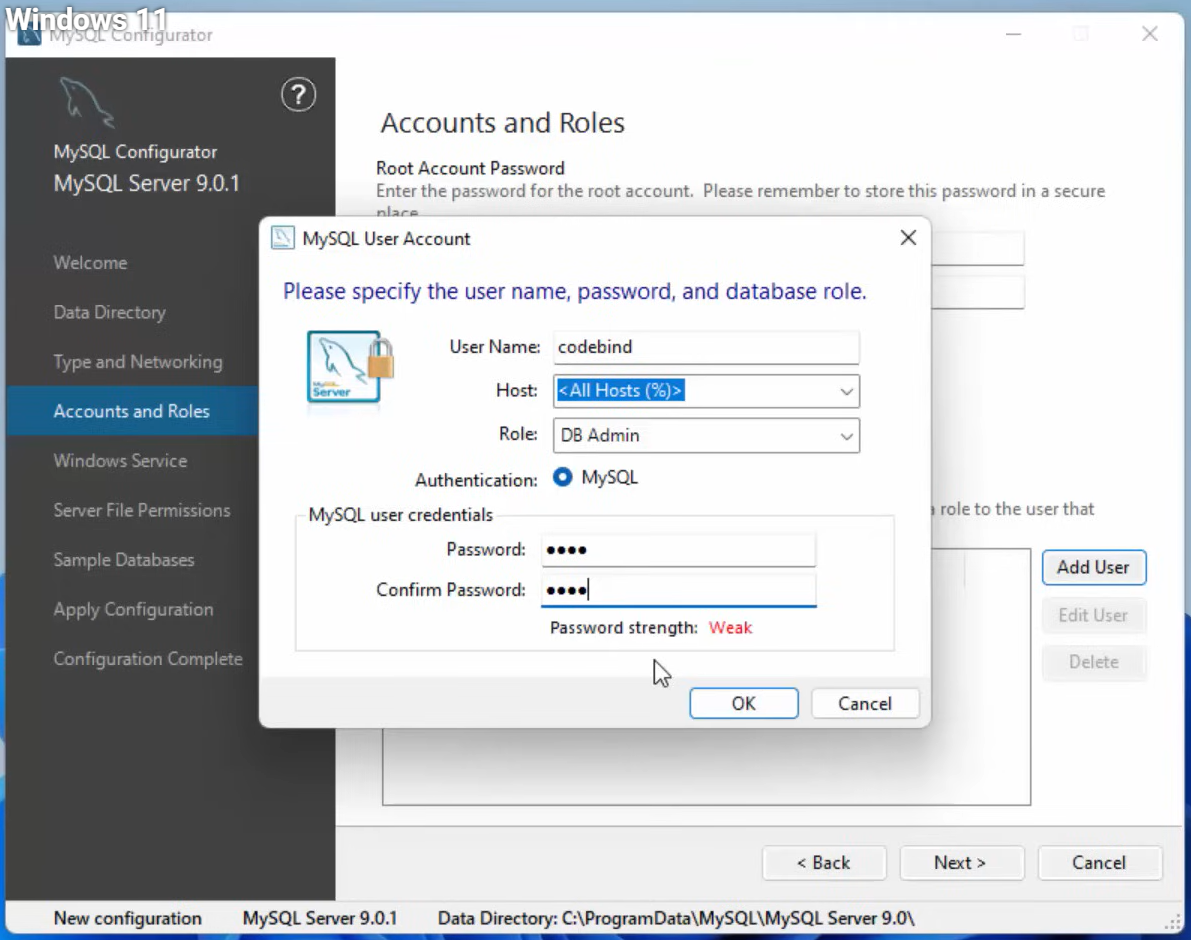 Windows 11
MySQL Configurator
?
MySQL Configurator
MySQL Server 9.0.1
Welcome
Data Directory
Type and Networking
Accounts and Roles
Windows Service
Server File Permissions
Sample Databases
Apply Configuration
Configuration Complete
Accounts and Roles
Root Account Password
Enter the password for the root account. Please remember to store this password in a secure
place.
MySQL User Account
Please specify the user name, password, and database role.
MySQL
Server
User Name: codebind
Host: <All Hosts (%)>
Role: DB Admin
Authentication: MySQL
MySQL user credentials
Password: ●●●●
Confirm Password: ●●●●
Password strength: Weak
OK Cancel
a role to the user that
Add User
Edit User
Delete
< Back Next > Cancel
New configuration MySQL Server 9.0.1 Data Directory: C:\ProgramData\MySQL\MySQL Server 9.0\